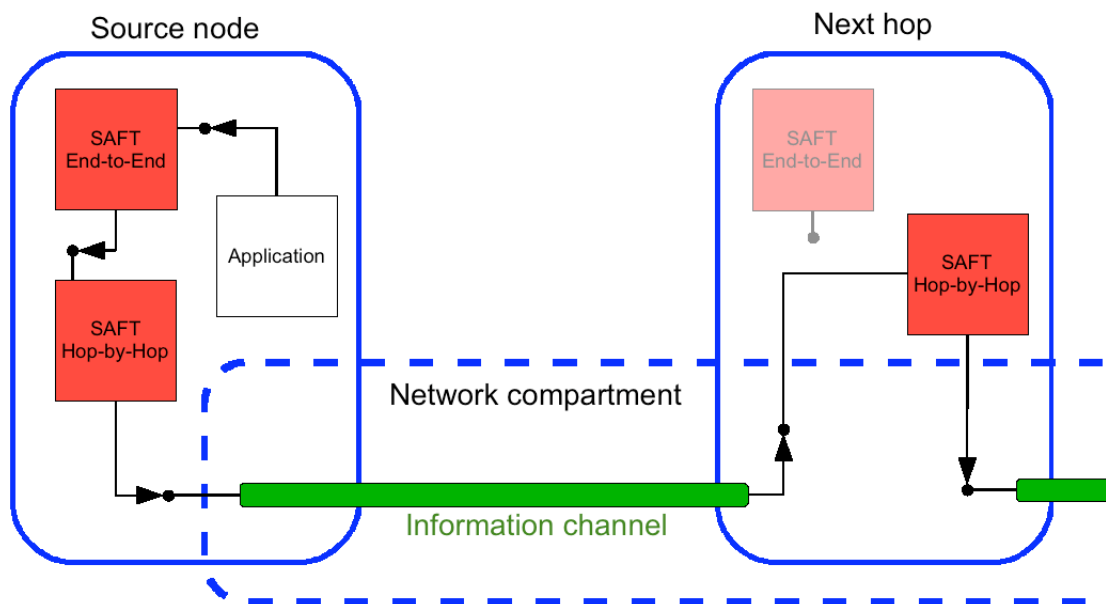 Source node
Next hop
SAFT
End-to-End
SAFT
End-to-End
Application
SAFT
Hop-by-Hop
SAFT
Hop-by-Hop
Network compartment
Information channel